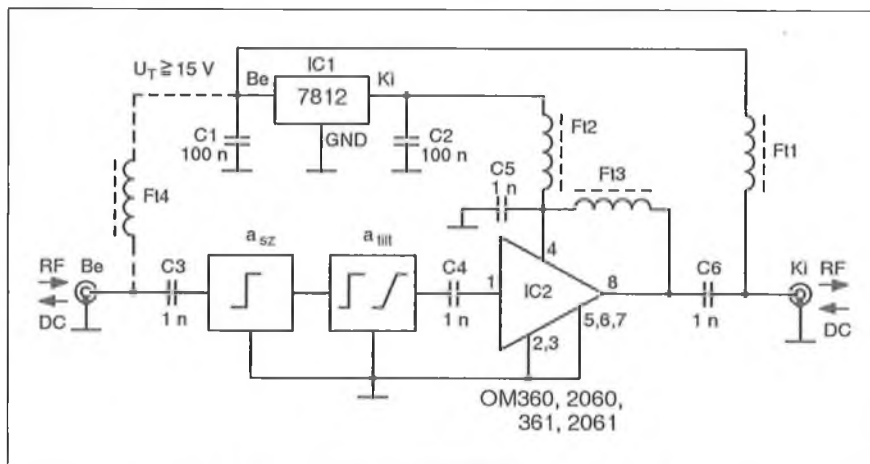 U_T ≧ 15 V
Be
IC1
7812
Ki
GND
C1
100 n
C2
100 n
Ft2
Ft1
Ft3
C5
1 n
Ft4
a_sz
a_tilt
4
RF
Be
C3
C4
1
IC2
8
C6
Ki
RF
DC
1 n
1 n
2,3
5,6,7
1 n
DC
OM360, 2060,
361, 2061